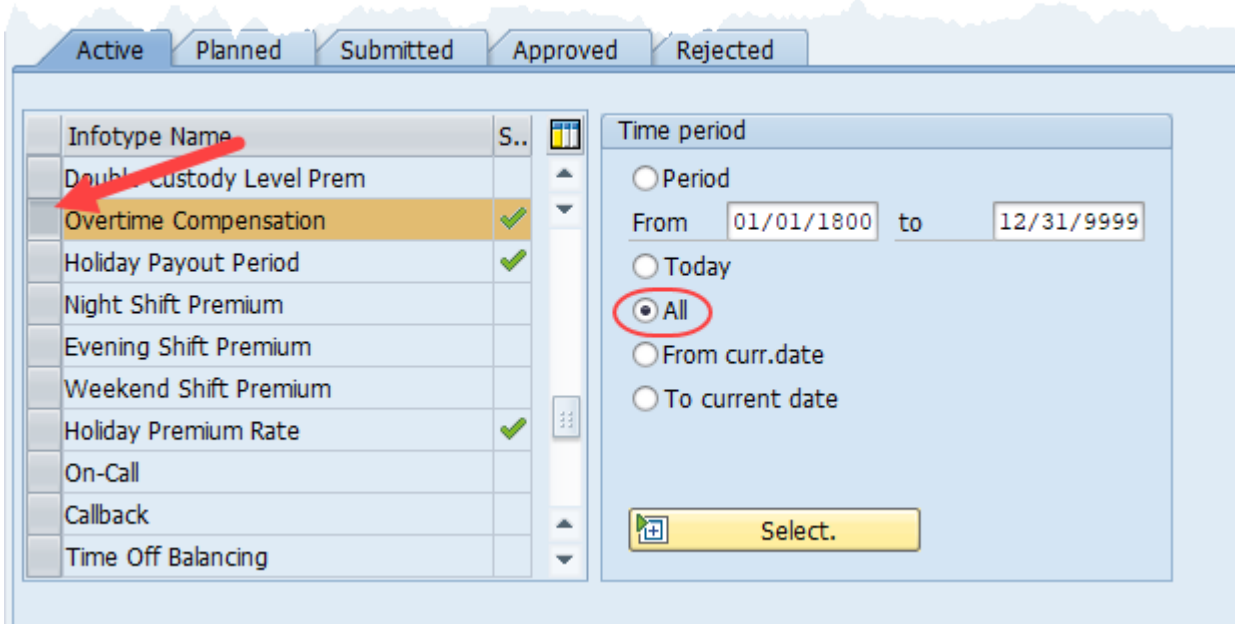 Active Planned Submitted Approved Rejected
Infotype Name S..
Double Custody Level Prem
Overtime Compensation
Holiday Payout Period
Night Shift Premium
Evening Shift Premium
Weekend Shift Premium
Holiday Premium Rate
On-Call
Callback
Time Off Balancing
Time period
Period
From 01/01/1800 to 12/31/9999
Today
All
From curr.date
To current date
Select.